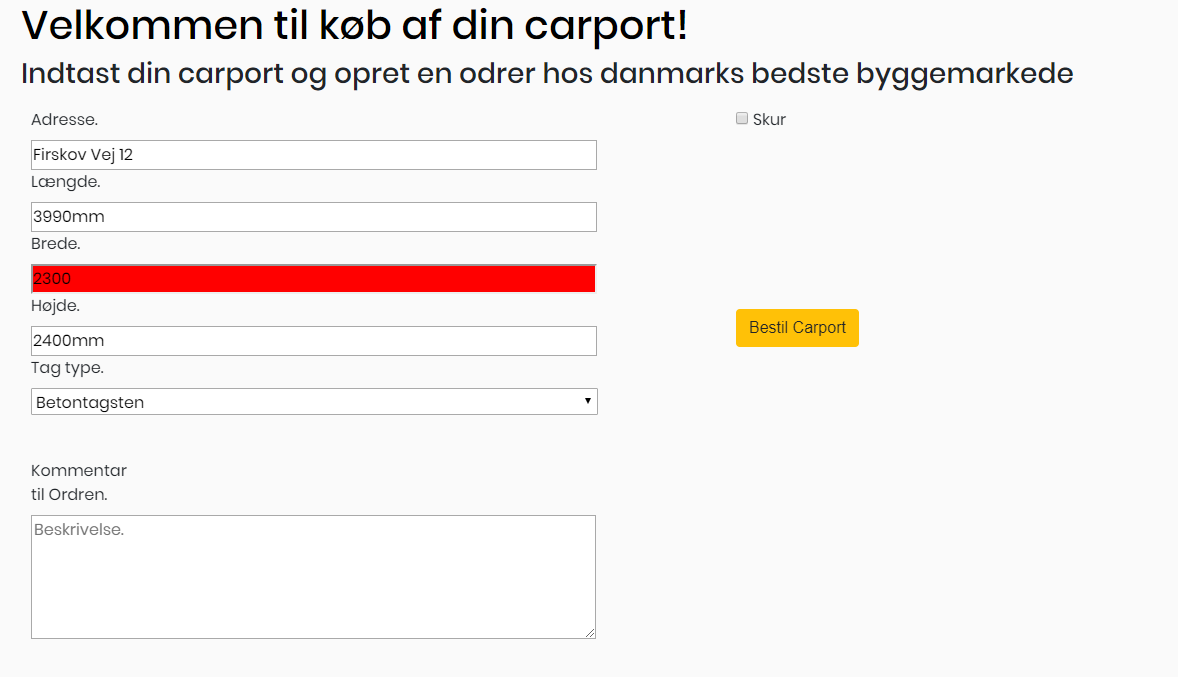 Velkommen til køb af din carport!
Indtast din carport og opret en odrer hos danmarks bedste byggemarkede
Adresse.
Firskov Vej 12
Længde.
3990mm
Brede.
2300
Højde.
2400mm
Tag type.
Betontagsten
Kommentar
til Ordren.
Beskrivelse.
Skur
Bestil Carport